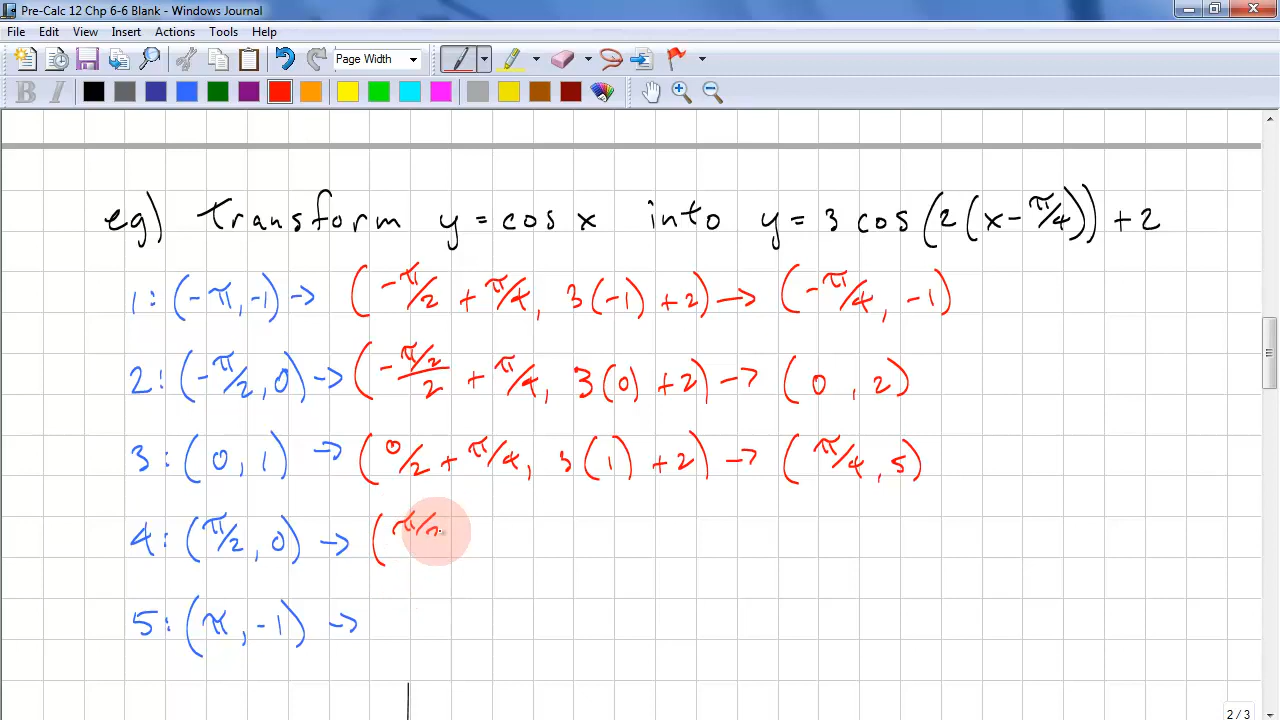 Pre-Calc 12 Chp 6-6 Blank - Windows Journal
File Edit View Insert Actions Tools Help
Page Width
B I
eg) Transform y = cos x into y = 3 cos(2(x-π/4)) + 2
1: (-π, -1) → (-π/2 + π/4, 3(-1) + 2) → (-π/4, -1)
2: (-π/2, 0) → (-π/2/2 + π/4, 3(0) + 2) → (0, 2)
3: (0, 1) → (0/2 + π/4, 3(1) + 2) → (π/4, 5)
4: (π/2, 0) → (π/2
5: (π, -1) →
2 / 3